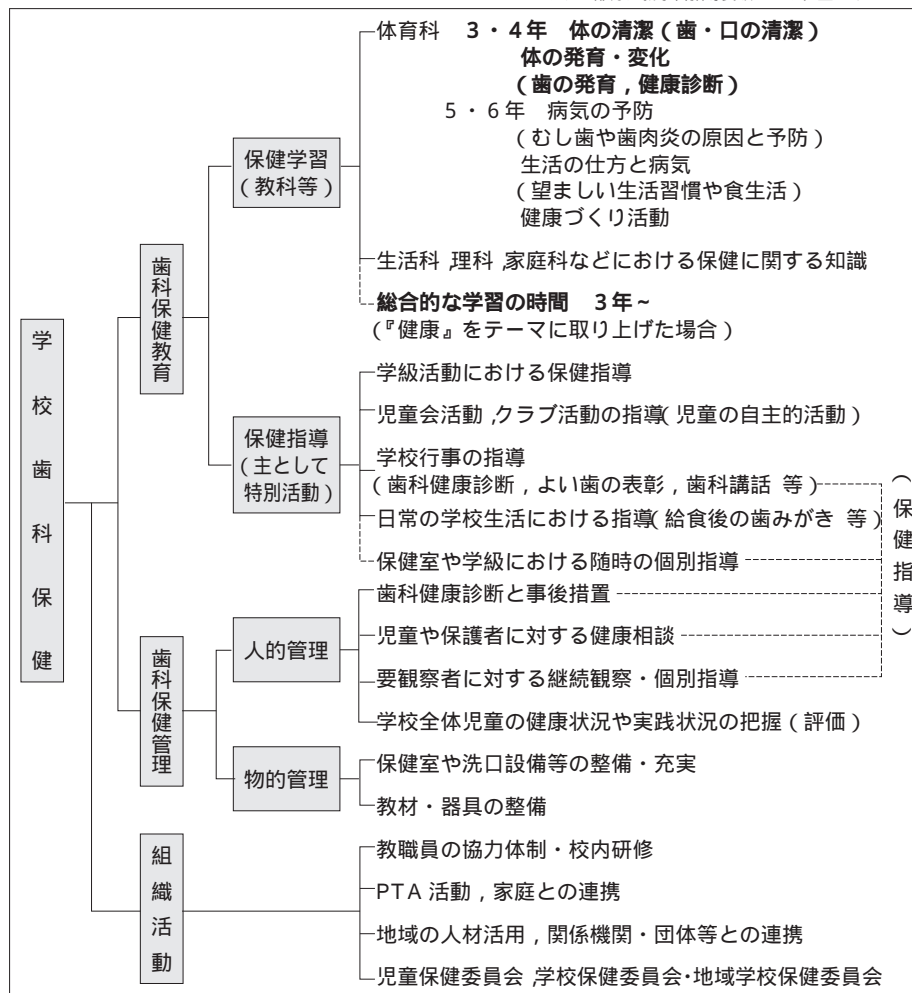 学校歯科保健
歯科保健教育
保健学習
（教科等）
体育科　３・４年　体の清潔（歯・口の清潔）
体の発育・変化
（歯の発育，健康診断）
５・６年　病気の予防
（むし歯や歯肉炎の原因と予防）
生活の仕方と病気
（望ましい生活習慣や食生活）
健康づくり活動
生活科，理科，家庭科などにおける保健に関する知識
総合的な学習の時間　３年～
（『健康』をテーマに取り上げた場合）
保健指導
（主として
特別活動）
学級活動における保健指導
児童会活動，クラブ活動の指導（児童の自主的活動）
学校行事の指導
（歯科健康診断，よい歯の表彰，歯科講話 等）
日常の学校生活における指導（給食後の歯みがき 等）
保健室や学級における随時の個別指導
（保健指導）
歯科保健管理
人的管理
歯科健康診断と事後措置
児童や保護者に対する健康相談
要観察者に対する継続観察・個別指導
学校全体児童の健康状況や実践状況の把握（評価）
物的管理
保健室や洗口設備等の整備・充実
教材・器具の整備
組織活動
教職員の協力体制・校内研修
PTA 活動，家庭との連携
地域の人材活用，関係機関・団体等との連携
児童保健委員会，学校保健委員会・地域学校保健委員会